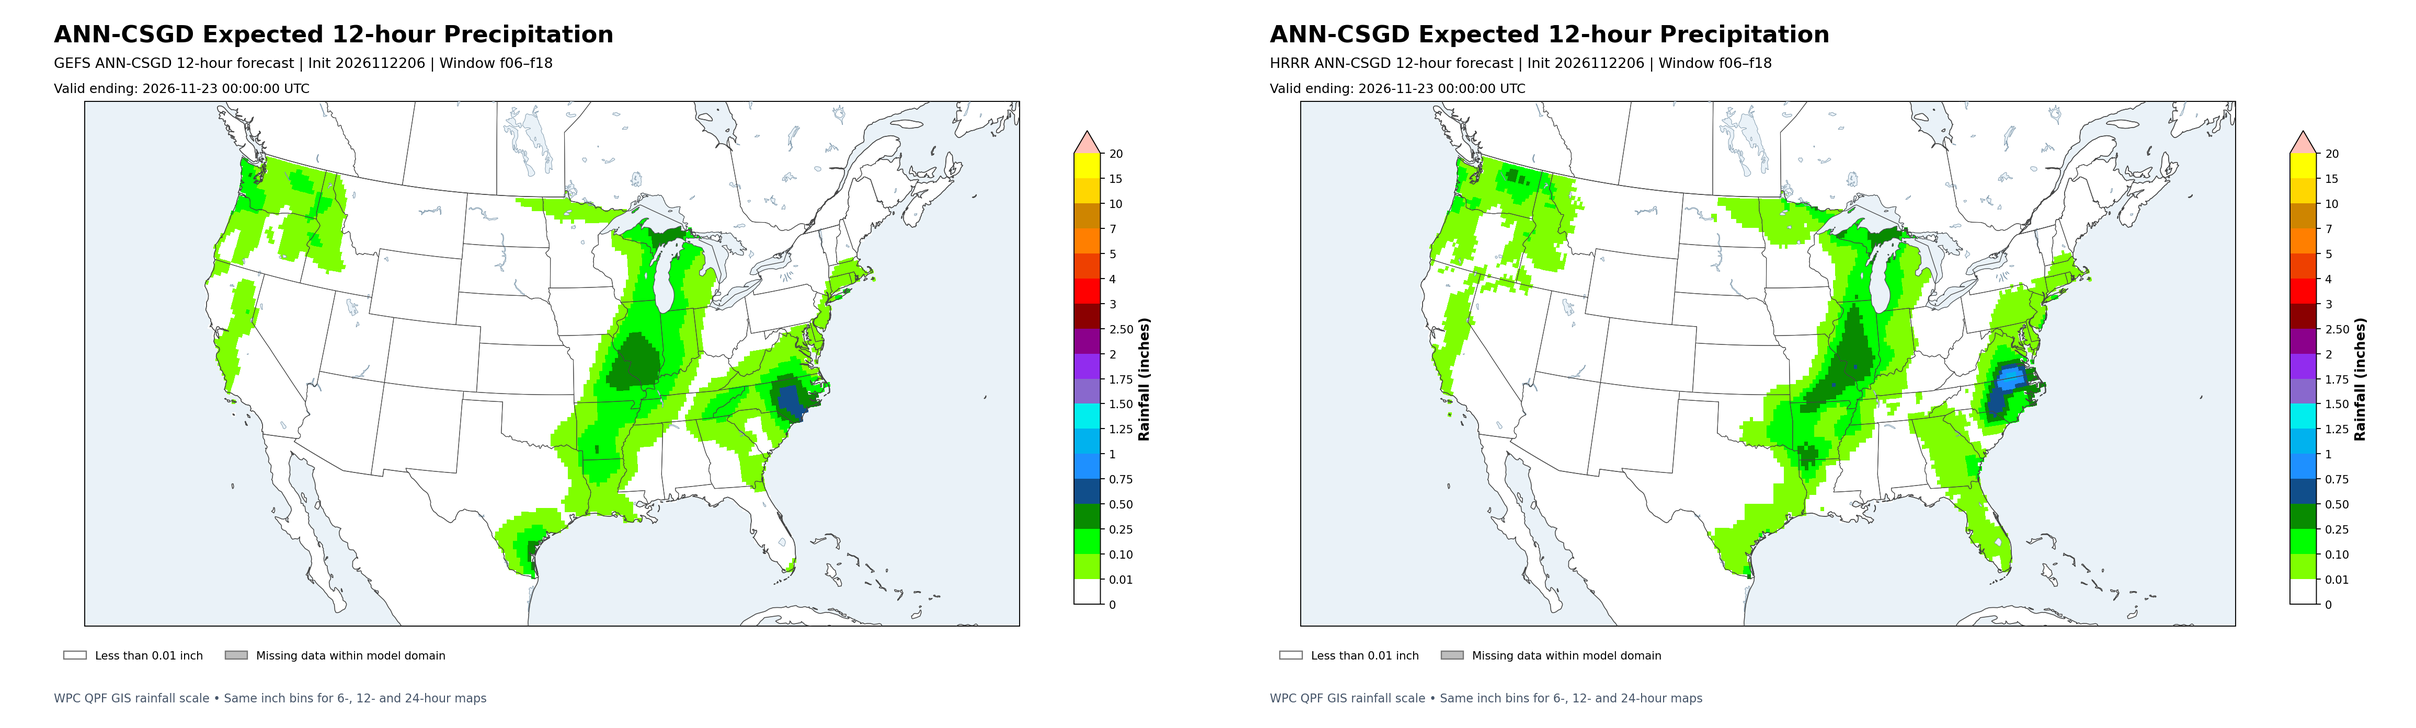 ANN-CSGD Expected 12-hour Precipitation
GEFS ANN-CSGD 12-hour forecast | Init 2026112206 | Window f06–f18
Valid ending: 2026-11-23 00:00:00 UTC
20
15
10
7
5
4
3
2.50
2
1.75
1.50
1.25
1
0.75
0.50
0.25
0.10
0.01
0
Rainfall (inches)
Less than 0.01 inch
Missing data within model domain
WPC QPF GIS rainfall scale • Same inch bins for 6-, 12- and 24-hour maps
ANN-CSGD Expected 12-hour Precipitation
HRRR ANN-CSGD 12-hour forecast | Init 2026112206 | Window f06–f18
Valid ending: 2026-11-23 00:00:00 UTC
20
15
10
7
5
4
3
2.50
2
1.75
1.50
1.25
1
0.75
0.50
0.25
0.10
0.01
0
Rainfall (inches)
Less than 0.01 inch
Missing data within model domain
WPC QPF GIS rainfall scale • Same inch bins for 6-, 12- and 24-hour maps